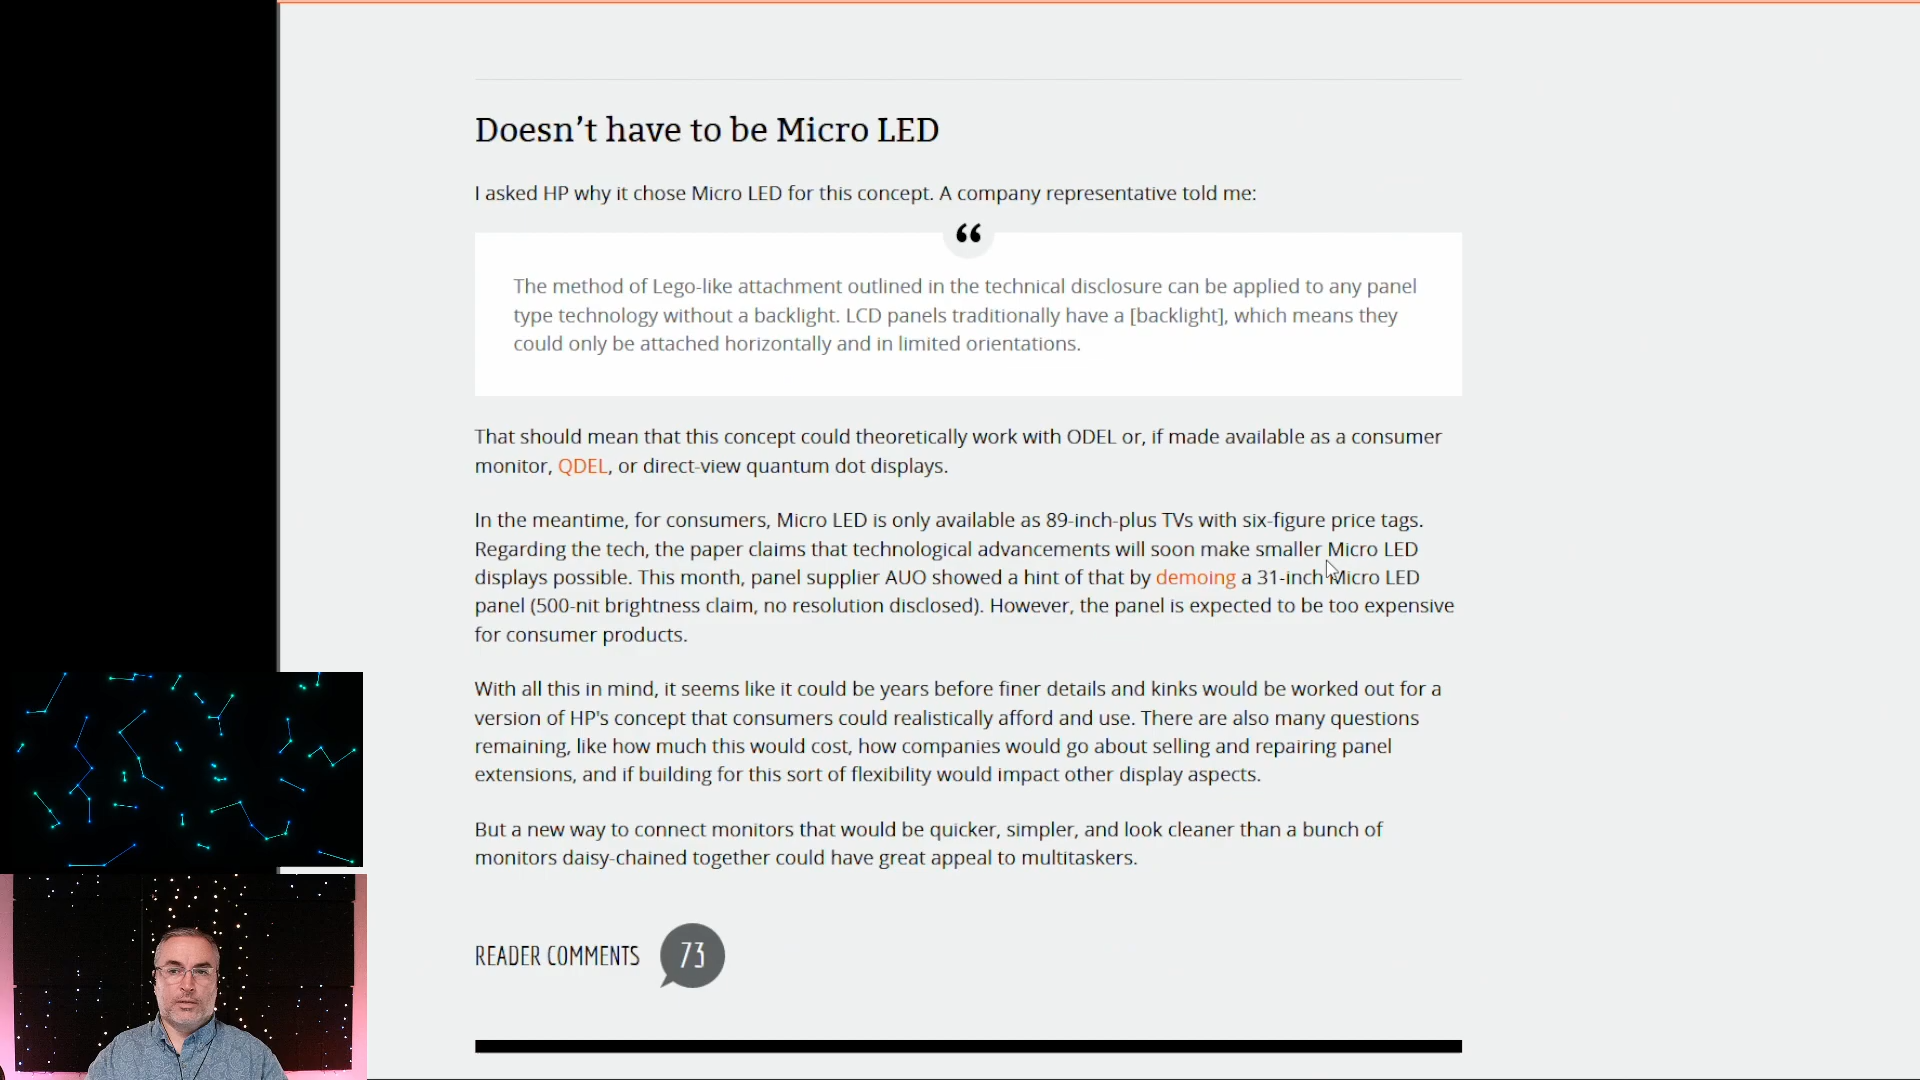 Doesn’t have to be Micro LED
I asked HP why it chose Micro LED for this concept. A company representative told me:
“
The method of Lego-like attachment outlined in the technical disclosure can be applied to any panel
type technology without a backlight. LCD panels traditionally have a [backlight], which means they
could only be attached horizontally and in limited orientations.
That should mean that this concept could theoretically work with ODEL or, if made available as a consumer
monitor, QDEL, or direct-view quantum dot displays.
In the meantime, for consumers, Micro LED is only available as 89-inch-plus TVs with six-figure price tags.
Regarding the tech, the paper claims that technological advancements will soon make smaller Micro LED
displays possible. This month, panel supplier AUO showed a hint of that by demoing a 31-inch Micro LED
panel (500-nit brightness claim, no resolution disclosed). However, the panel is expected to be too expensive
for consumer products.
With all this in mind, it seems like it could be years before finer details and kinks would be worked out for a
version of HP's concept that consumers could realistically afford and use. There are also many questions
remaining, like how much this would cost, how companies would go about selling and repairing panel
extensions, and if building for this sort of flexibility would impact other display aspects.
But a new way to connect monitors that would be quicker, simpler, and look cleaner than a bunch of
monitors daisy-chained together could have great appeal to multitaskers.
READER COMMENTS 73